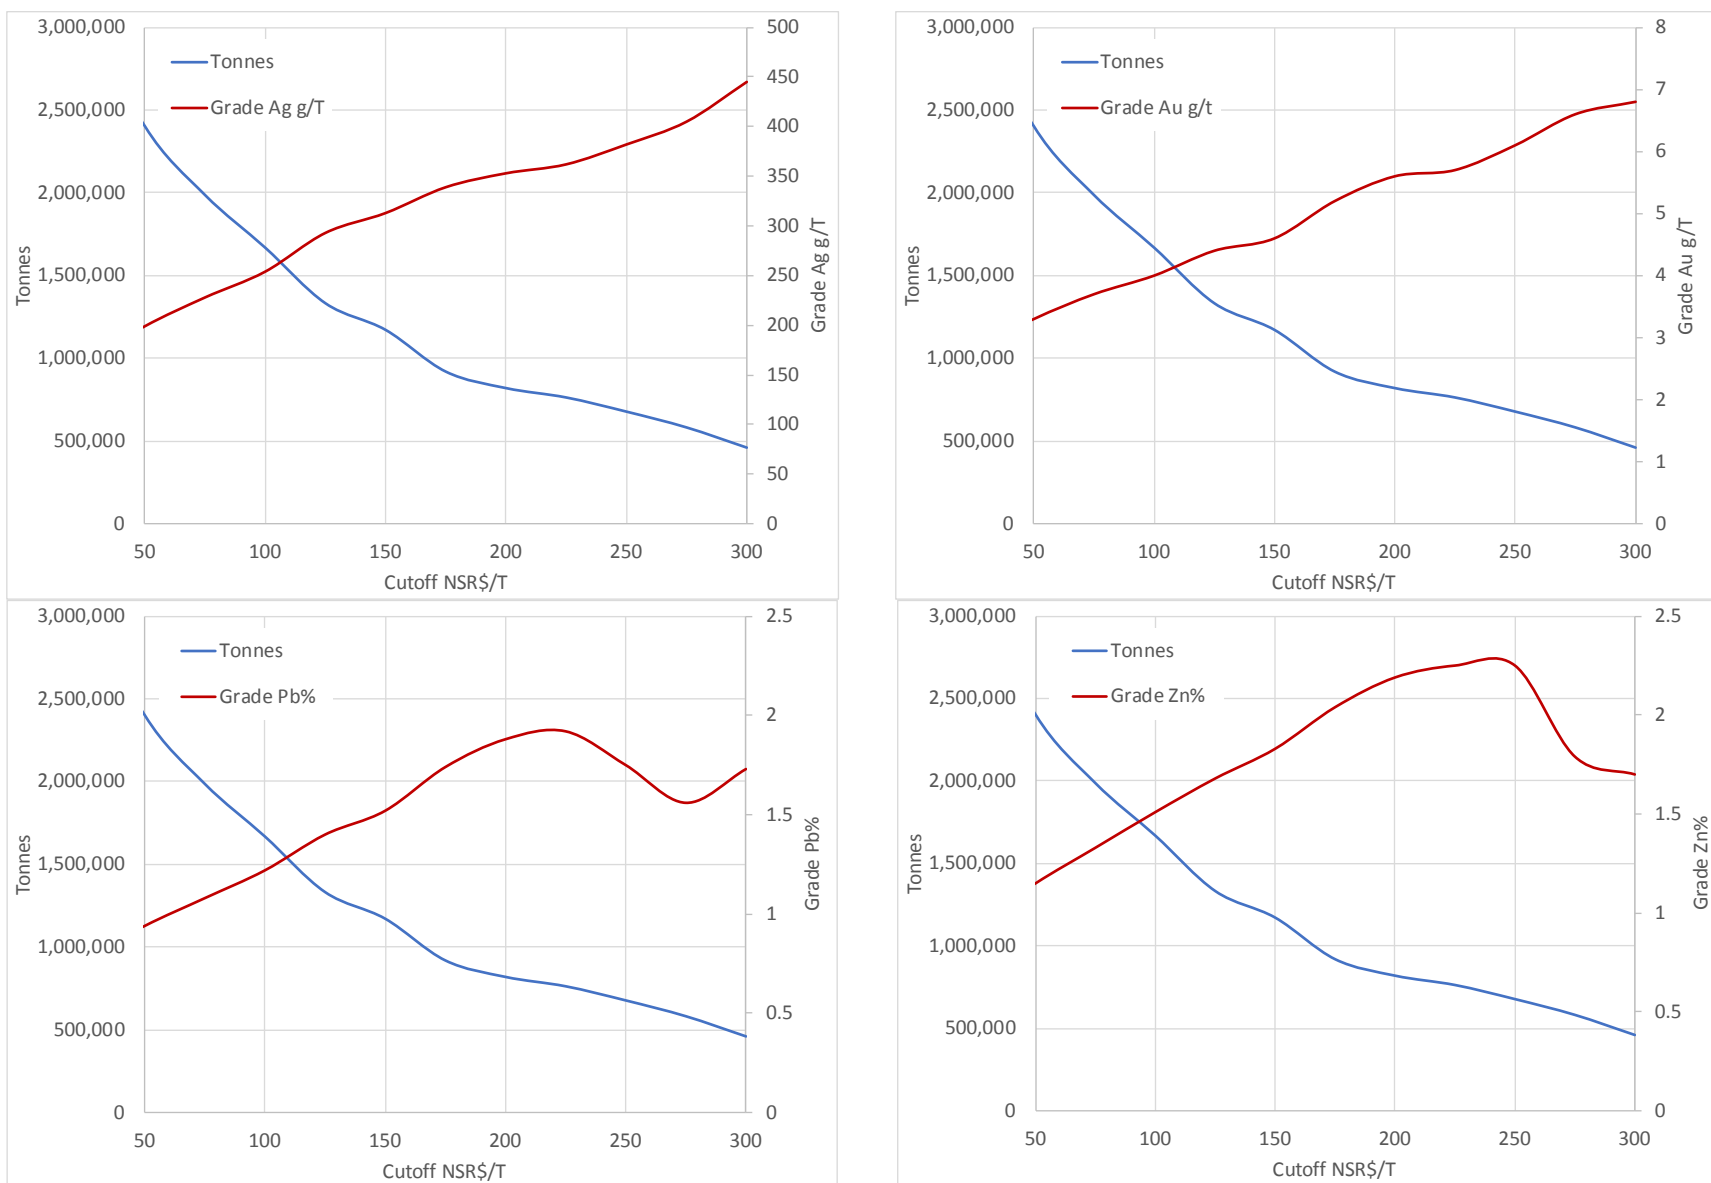 3,000,000
2,500,000
2,000,000
1,500,000
1,000,000
500,000
0
Tonnes
Tonnes
Grade Ag g/T
500
450
400
350
300
250
200
150
100
50
0
Grade Ag g/T
50 100 150 200 250 300
Cutoff NSR$/T
3,000,000
2,500,000
2,000,000
1,500,000
1,000,000
500,000
0
Tonnes
Tonnes
Grade Au g/t
8
7
6
5
4
3
2
1
0
Grade Au g/T
50 100 150 200 250 300
Cutoff NSR$/T
3,000,000
2,500,000
2,000,000
1,500,000
1,000,000
500,000
0
Tonnes
Tonnes
Grade Pb%
2.5
2
1.5
1
0.5
0
Grade Pb%
50 100 150 200 250 300
Cutoff NSR$/T
3,000,000
2,500,000
2,000,000
1,500,000
1,000,000
500,000
0
Tonnes
Tonnes
Grade Zn%
2.5
2
1.5
1
0.5
0
Grade Zn%
50 100 150 200 250 300
Cutoff NSR$/T